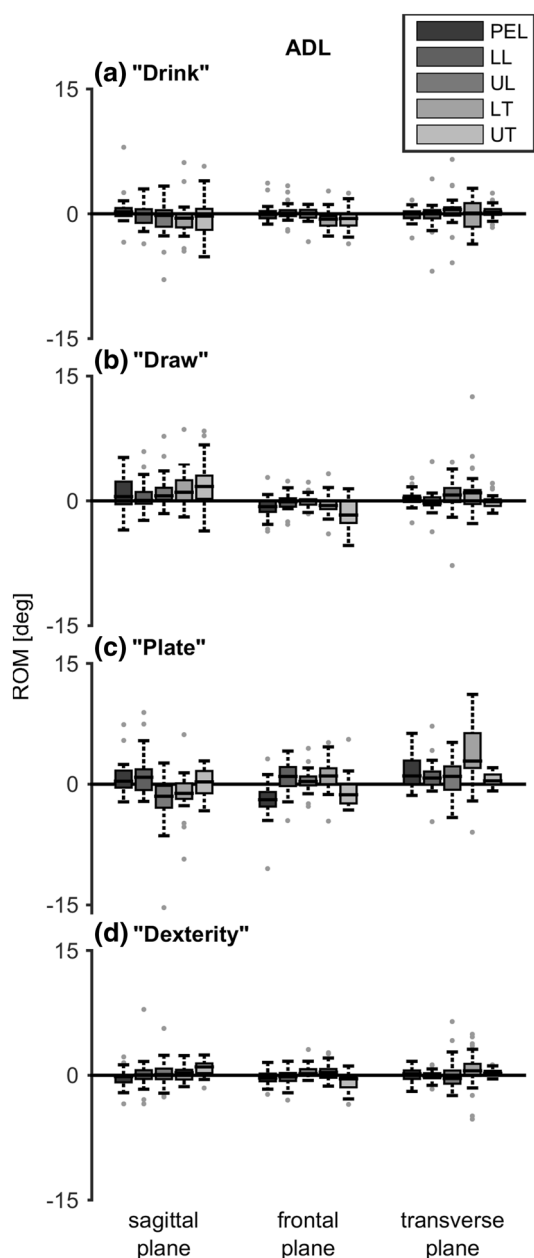 ADL
PEL
LL
UL
LT
UT
(a) "Drink"
15
0
-15
(b) "Draw"
15
0
-15
ROM [deg]
(c) "Plate"
15
0
-15
(d) "Dexterity"
15
0
-15
sagittal plane
frontal plane
transverse plane